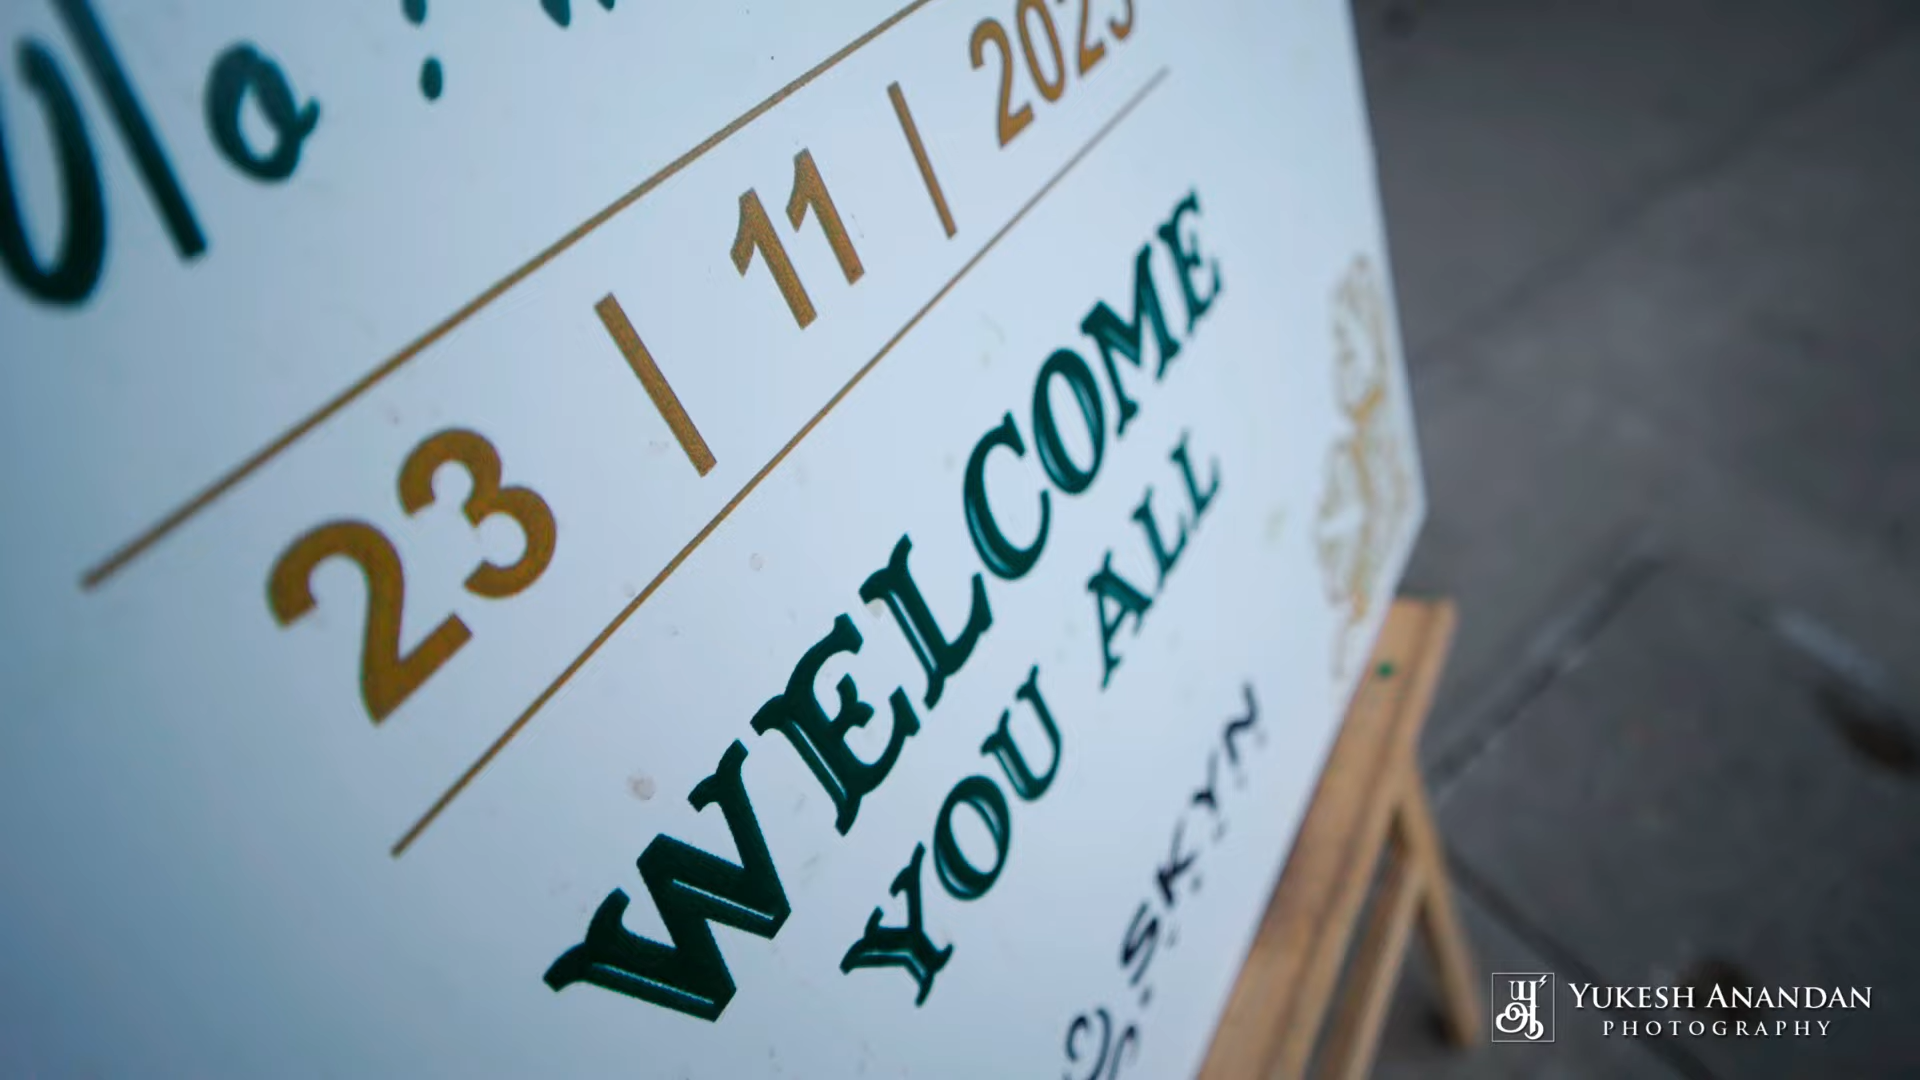 23 / 11 / 2023
WELCOME
YOU ALL
S.K.Y.N
YUKESH ANANDAN
PHOTOGRAPHY